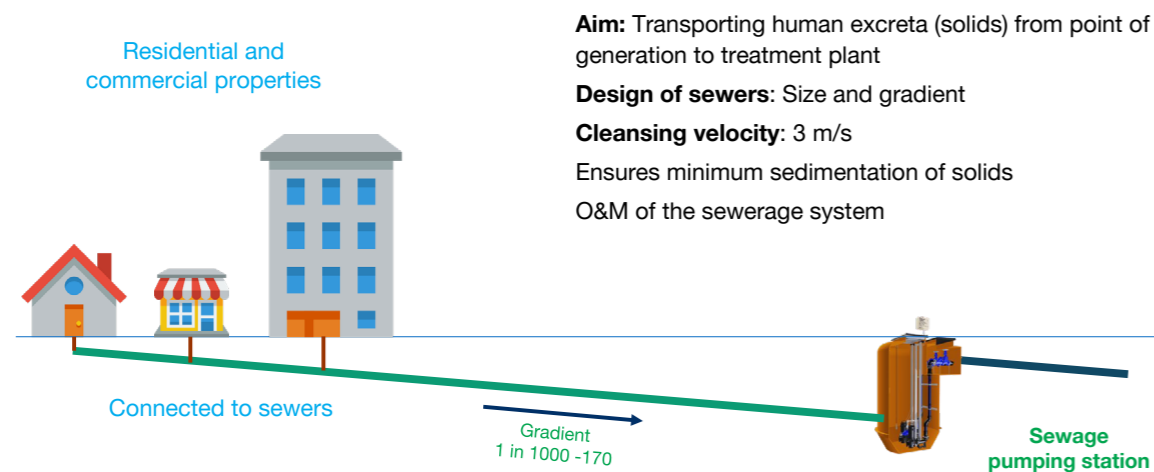 Aim: Transporting human excreta (solids) from point of
generation to treatment plant
Design of sewers: Size and gradient
Cleansing velocity: 3 m/s
Ensures minimum sedimentation of solids
O&M of the sewerage system
Residential and
commercial properties
Connected to sewers
Gradient
1 in 1000 -170
Sewage
pumping station